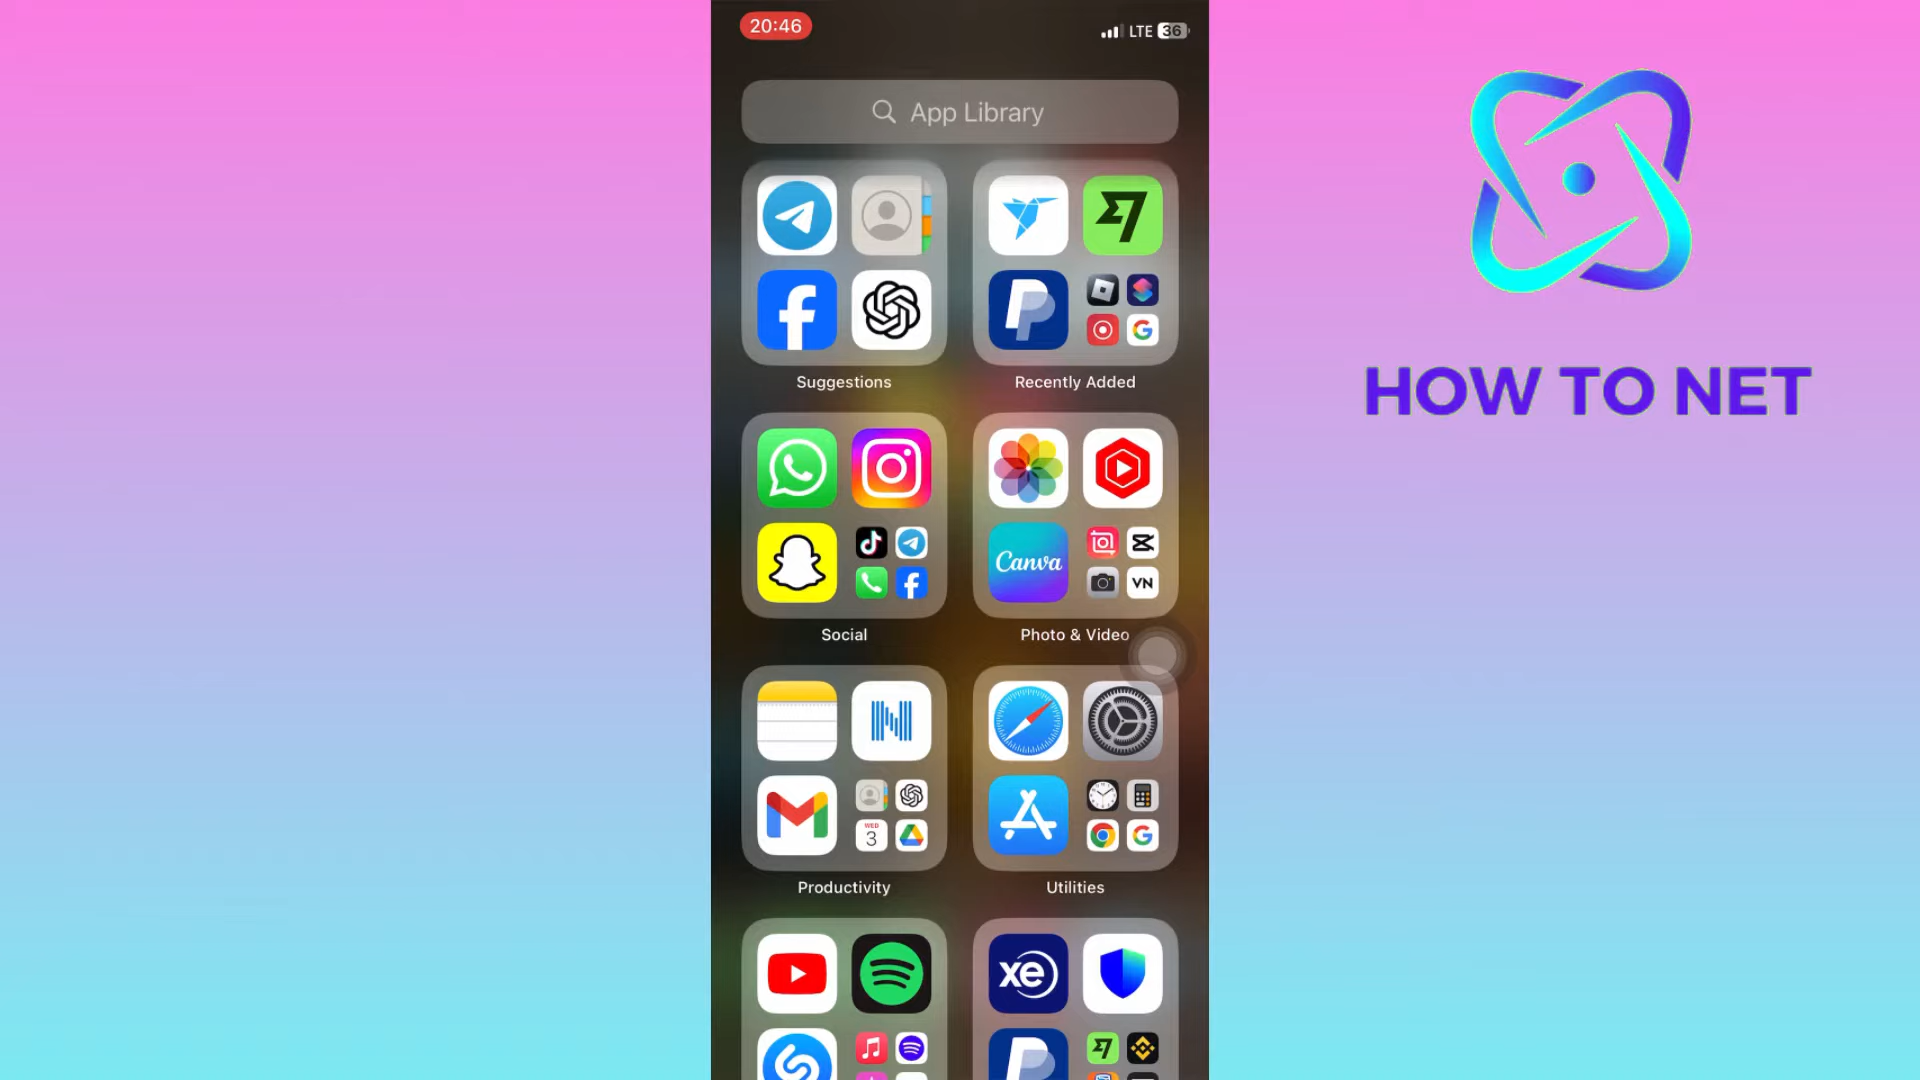 20:46
LTE 36
App Library
Suggestions
Recently Added
Canva
VN
Social
Photo & Video
WED
3
Productivity
Utilities
xe
HOW TO NET